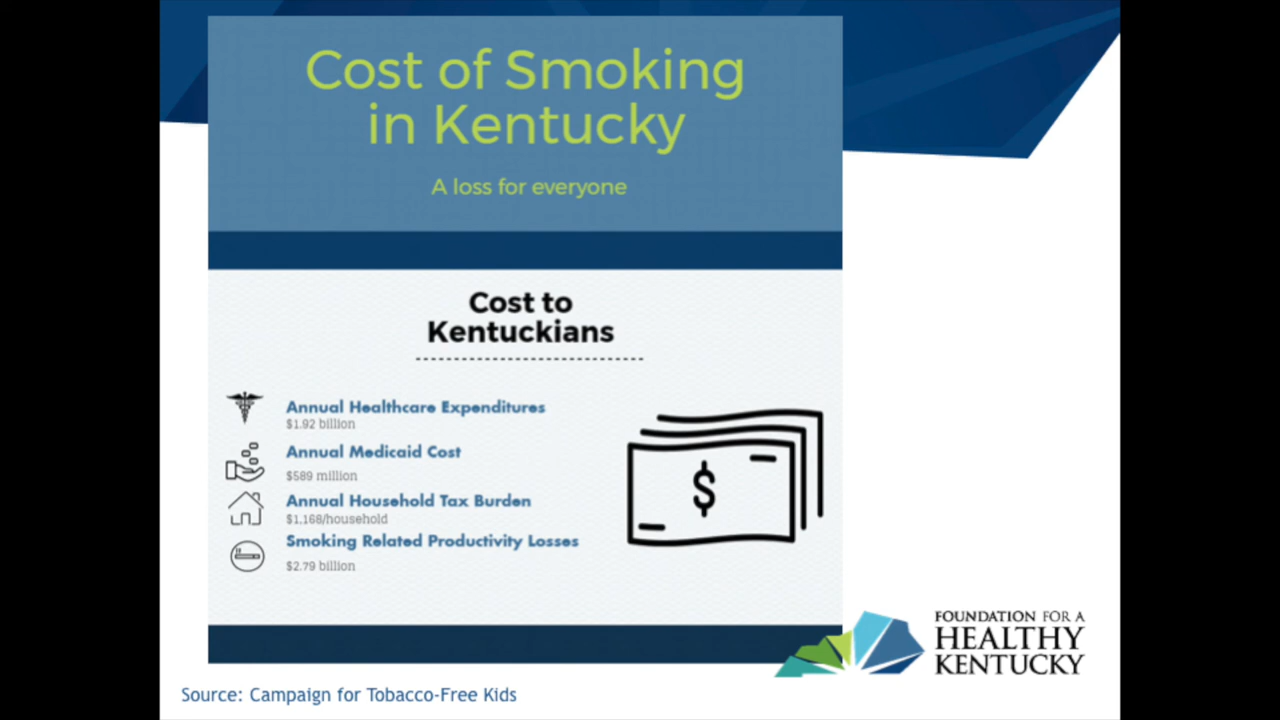 Cost of Smoking
in Kentucky
A loss for everyone
Cost to
Kentuckians
Annual Healthcare Expenditures
$1.92 billion
Annual Medicaid Cost
$589 million
Annual Household Tax Burden
$1,168/household
Smoking Related Productivity Losses
$2.79 billion
$
FOUNDATION FOR A
HEALTHY
KENTUCKY
Source: Campaign for Tobacco-Free Kids